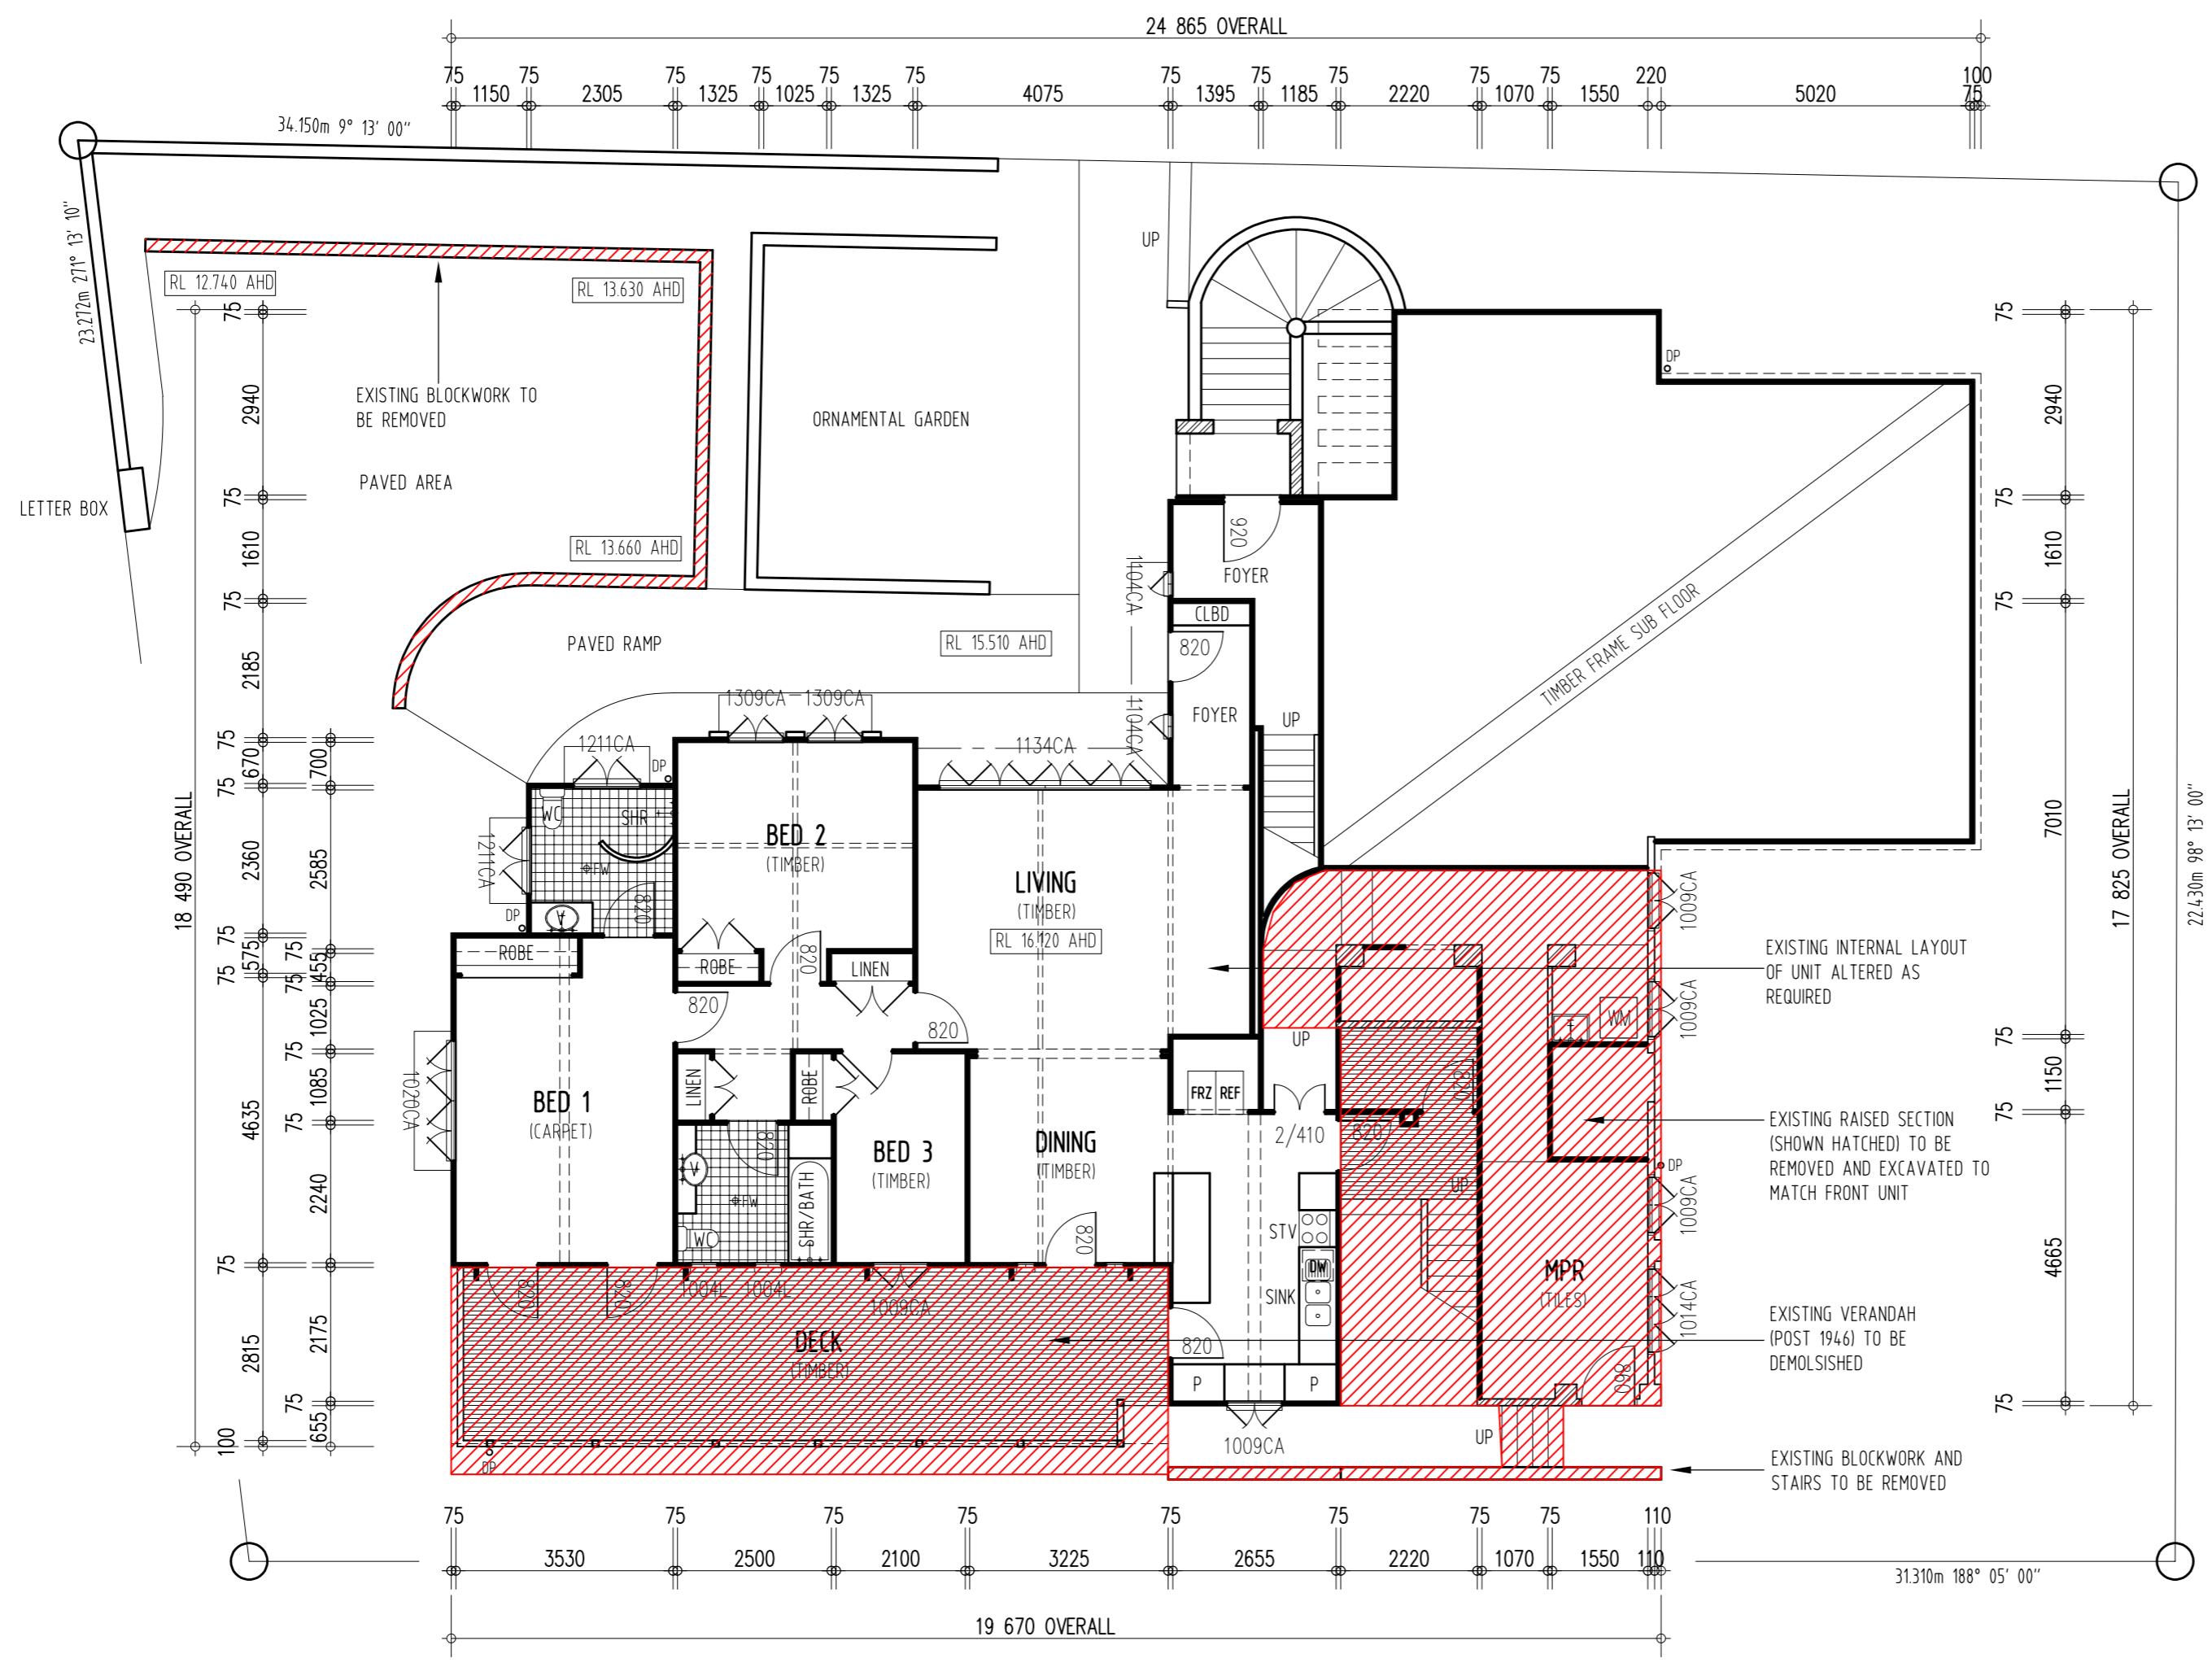 24 865 OVERALL
75 75 75 75 75 75 75 75 75 75 75 220 100
1150 2305 1325 1025 1325 4075 1395 1185 2220 1070 1550 5020 75
34.150m 9° 13' 00"
23.272m 271° 13' 10"
RL 12.740 AHD
RL 13.630 AHD
UP
DP
EXISTING BLOCKWORK TO
BE REMOVED
ORNAMENTAL GARDEN
PAVED AREA
LETTER BOX
RL 13.660 AHD
920
FOYER
1104CA
CLBD
820
PAVED RAMP
RL 15.510 AHD
TIMBER FRAME SUB FLOOR
1309CA
1309CA
1104CA
FOYER
UP
1211CA
DP
1134CA
WC
SHR
1211CA
FW
V
820
DP
BED 2
(TIMBER)
LIVING
(TIMBER)
RL 16.120 AHD
ROBE
ROBE
820
LINEN
820
820
1009CA
1009CA
EXISTING INTERNAL LAYOUT
OF UNIT ALTERED AS
REQUIRED
T
WM
UP
820
1020CA
BED 1
(CARPET)
LINEN
ROBE
FRZ
REF
820
BED 3
(TIMBER)
DINING
(TIMBER)
2/410
820
V
FW
WC
SHR/BATH
EXISTING RAISED SECTION
(SHOWN HATCHED) TO BE
REMOVED AND EXCAVATED TO
MATCH FRONT UNIT
DP
1009CA
UP
STV
820
DW
SINK
MPR
(TILES)
820
820
1004L
1004L
1009CA
DECK
(TIMBER)
820
P
P
1014CA
EXISTING VERANDAH
(POST 1946) TO BE
DEMOLSISHED
860
DP
1009CA
UP
EXISTING BLOCKWORK AND
STAIRS TO BE REMOVED
18 490 OVERALL
75
2940
75
1610
75
2185
75
670
75
2360
75
575
75
4635
75
2815
100
700
2585
75
455
75
1025
75
1085
75
2240
2175
75
655
75
2940
75
1610
75
7010
75
1150
75
4665
75
17 825 OVERALL
22.430m 98° 13' 00"
75 75 75 75 75 75 75 75 110
3530 2500 2100 3225 2655 2220 1070 1550 110
31.310m 188° 05' 00"
19 670 OVERALL